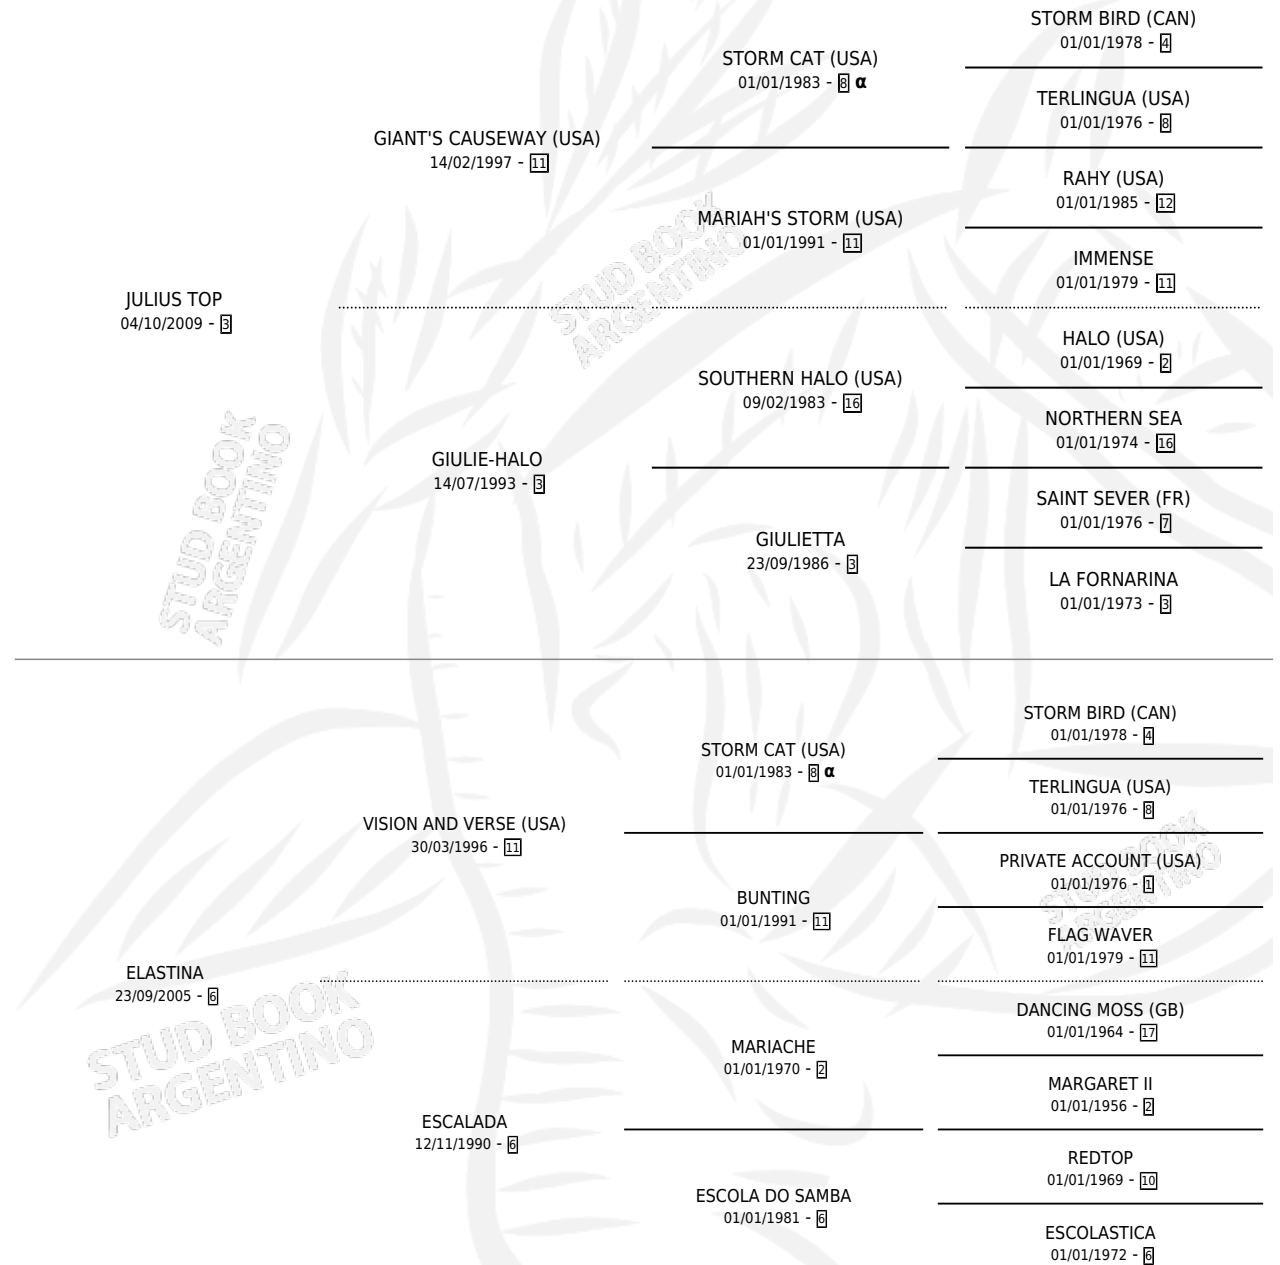 STORM BIRD (CAN)
01/01/1978 - 4
STORM CAT (USA)
01/01/1983 - 8 α
TERLINGUA (USA)
01/01/1976 - 8
GIANT'S CAUSEWAY (USA)
14/02/1997 - 11
RAHY (USA)
01/01/1985 - 12
MARIAH'S STORM (USA)
01/01/1991 - 11
IMMENSE
01/01/1979 - 11
JULIUS TOP
04/10/2009 - 3
HALO (USA)
01/01/1969 - 2
SOUTHERN HALO (USA)
09/02/1983 - 16
NORTHERN SEA
01/01/1974 - 16
GIULIE-HALO
14/07/1993 - 3
SAINT SEVER (FR)
01/01/1976 - 7
GIULIETTA
23/09/1986 - 3
LA FORNARINA
01/01/1973 - 3
STORM BIRD (CAN)
01/01/1978 - 4
STORM CAT (USA)
01/01/1983 - 8 α
TERLINGUA (USA)
01/01/1976 - 8
VISION AND VERSE (USA)
30/03/1996 - 11
PRIVATE ACCOUNT (USA)
01/01/1976 - 1
BUNTING
01/01/1991 - 11
FLAG WAVER
01/01/1979 - 11
ELASTINA
23/09/2005 - 6
DANCING MOSS (GB)
01/01/1964 - 17
MARIACHE
01/01/1970 - 2
MARGARET II
01/01/1956 - 2
ESCALADA
12/11/1990 - 6
REDTOP
01/01/1969 - 10
ESCOLA DO SAMBA
01/01/1981 - 6
ESCOLASTICA
01/01/1972 - 6
STUD BOOK
ARGENTINO
STUD BOOK
ARGENTINO
STUD BOOK
ARGENTINO
STUD BOOK
ARGENTINO